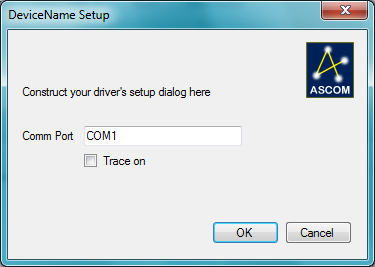 DeviceName Setup
ASCOM
Construct your driver's setup dialog here
Comm Port COM1
Trace on
OK Cancel